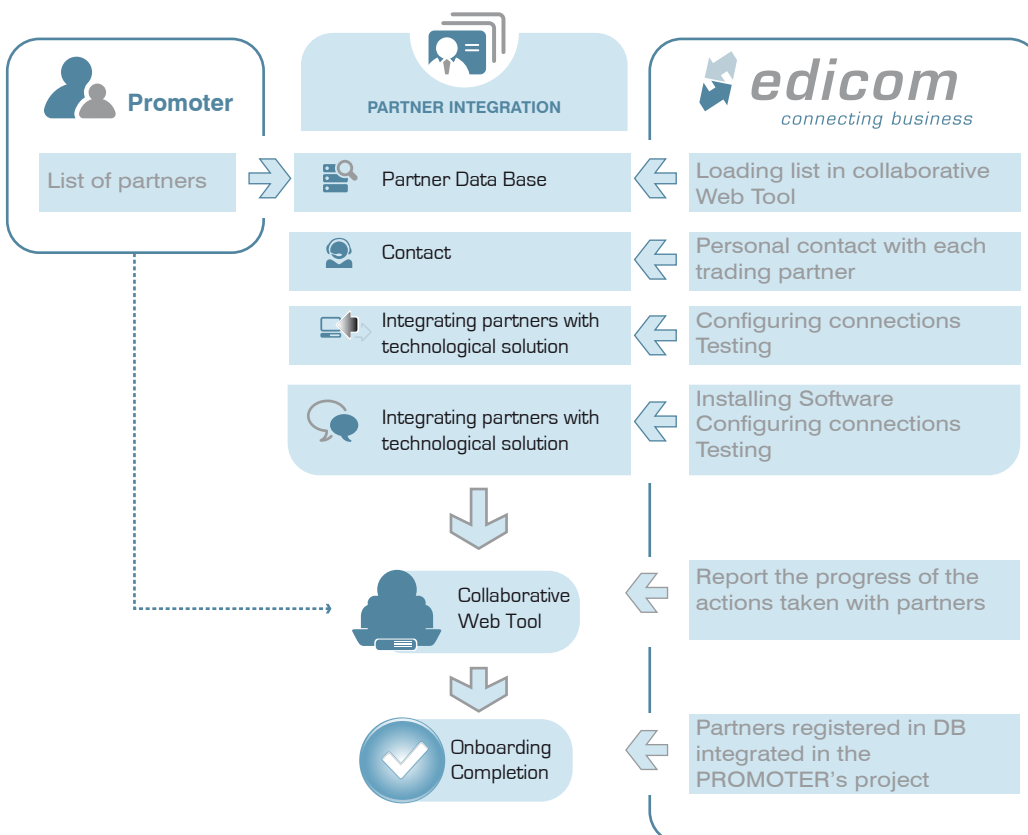 Promoter
PARTNER INTEGRATION
edicom
connecting business
List of partners
Partner Data Base
Loading list in collaborative
Web Tool
Contact
Personal contact with each
trading partner
Integrating partners with
technological solution
Configuring connections
Testing
Integrating partners with
technological solution
Installing Software
Configuring connections
Testing
Collaborative
Web Tool
Report the progress of the
actions taken with partners
Onboarding
Completion
Partners registered in DB
integrated in the
PROMOTER's project